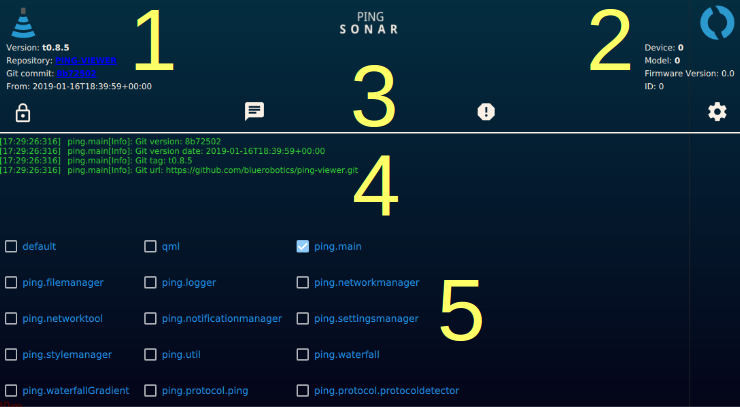 1
2
3
4
5
PING
SONAR
Version: t0.8.5
Repository:
Git commit: 8b72502
From: 2019-01-16T18:39:59+00:00
Device: 0
Model: 0
Firmware Version: 0.0
ID: 0
[17:29:26:316] ping.main[Info]: Git version: 8b72502
[17:29:26:316] ping.main[Info]: Git version date: 2019-01-16T18:39:59+00:00
[17:29:26:316] ping.main[Info]: Git tag: t0.8.5
[17:29:26:316] ping.main[Info]: Git url: https://github.com/bluerobotics/ping-viewer.git
default qml ping.main
ping.filemanager ping.logger ping.networkmanager
ping.networktool ping.notificationmanager ping.settingsmanager
ping.stylemanager ping.util ping.waterfall
ping.waterfallGradient ping.protocol.ping ping.protocol.protocoldetector